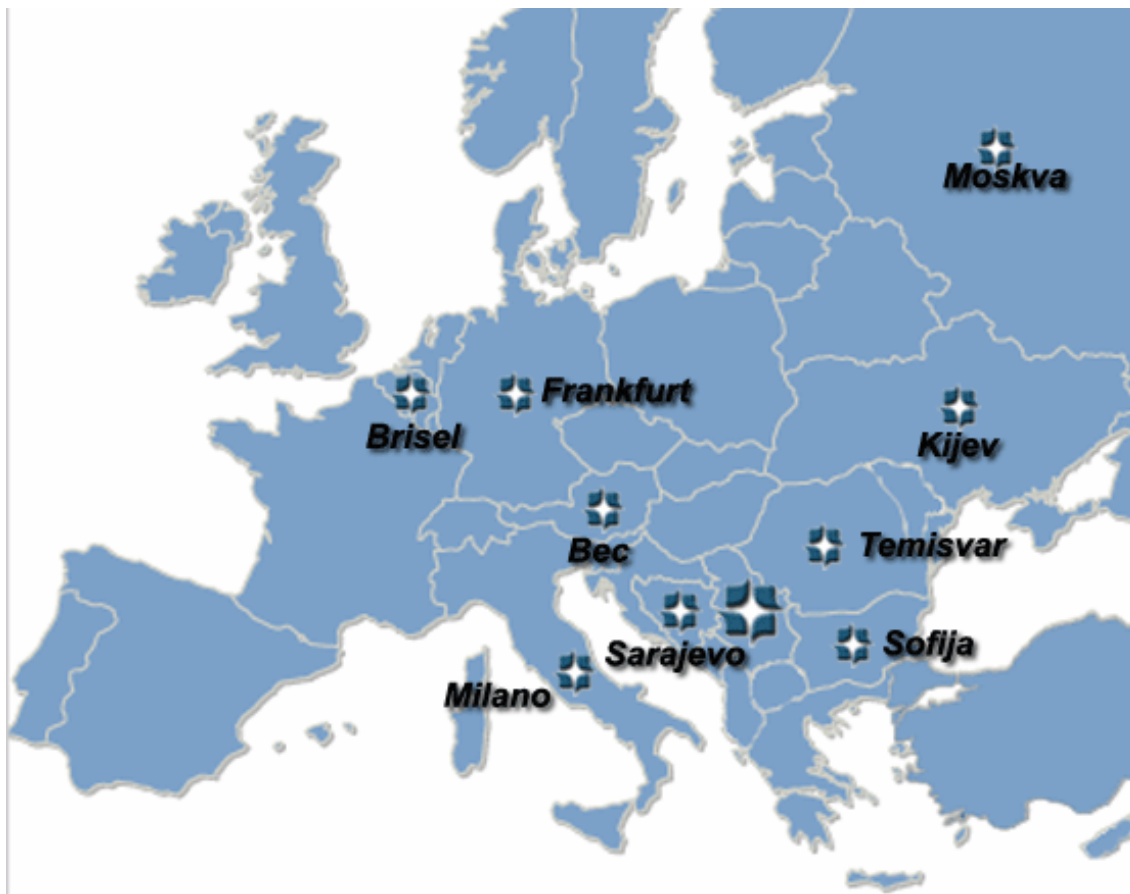 Moskva
Frankfurt
Brisel
Kijev
Bec
Temisvar
Sarajevo
Sofija
Milano